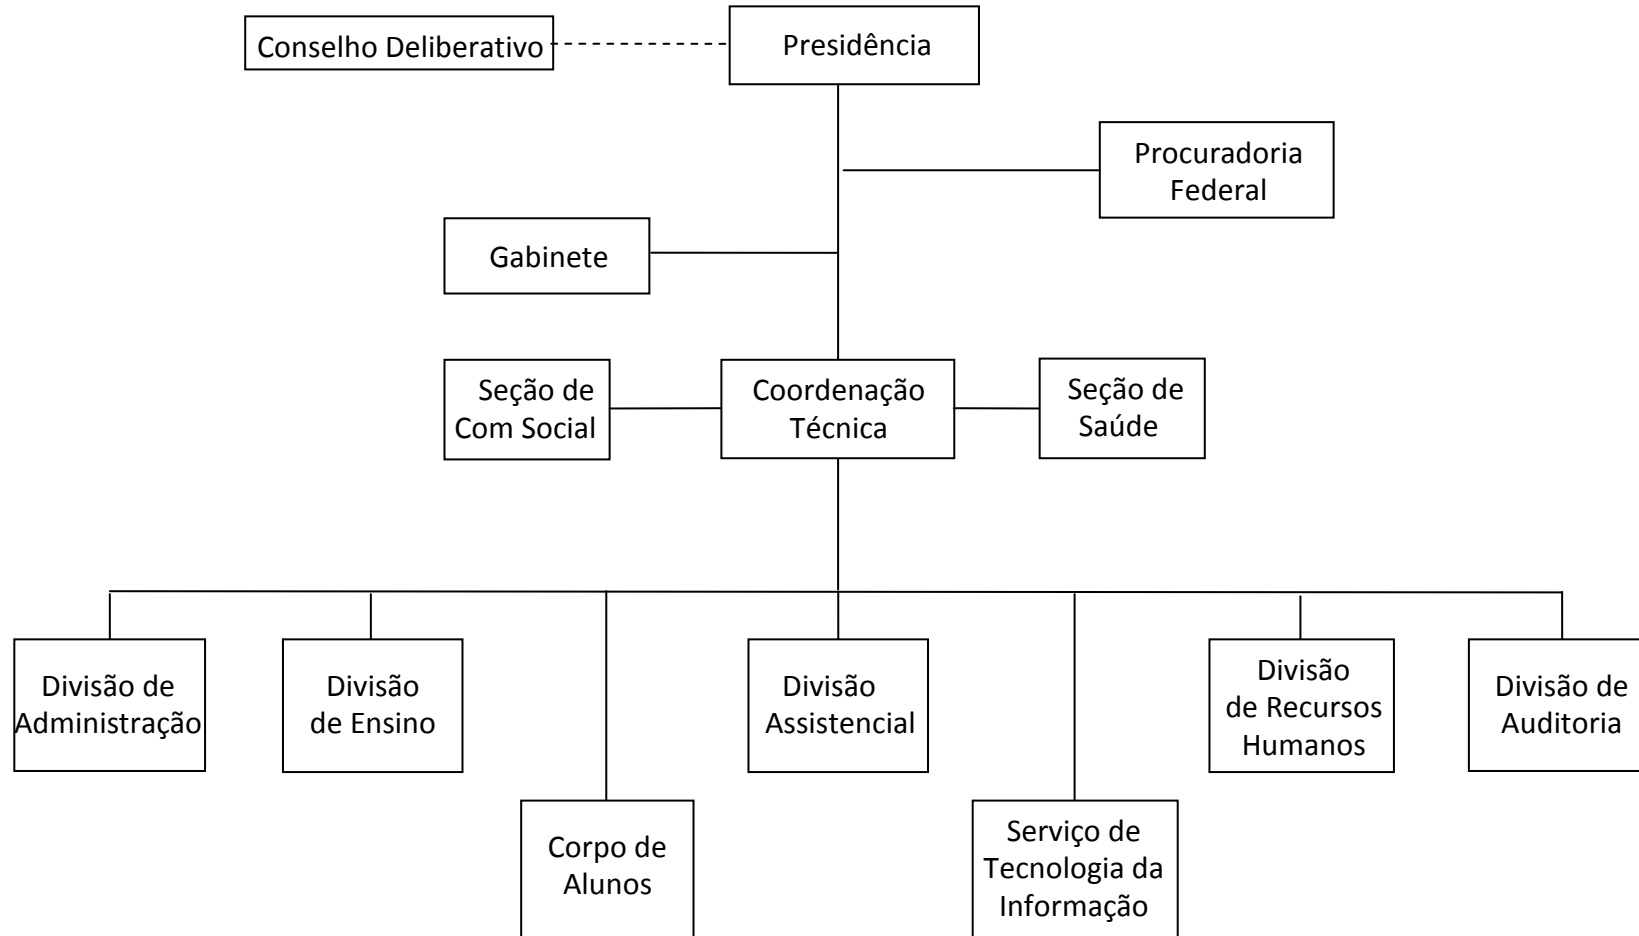 Conselho Deliberativo
Presidência
Procuradoria
Federal
Gabinete
Seção de
Com Social
Coordenação
Técnica
Seção de
Saúde
Divisão de
Administração
Divisão
de Ensino
Divisão
Assistencial
Divisão
de Recursos
Humanos
Divisão de
Auditoria
Corpo de
Alunos
Serviço de
Tecnologia da
Informação